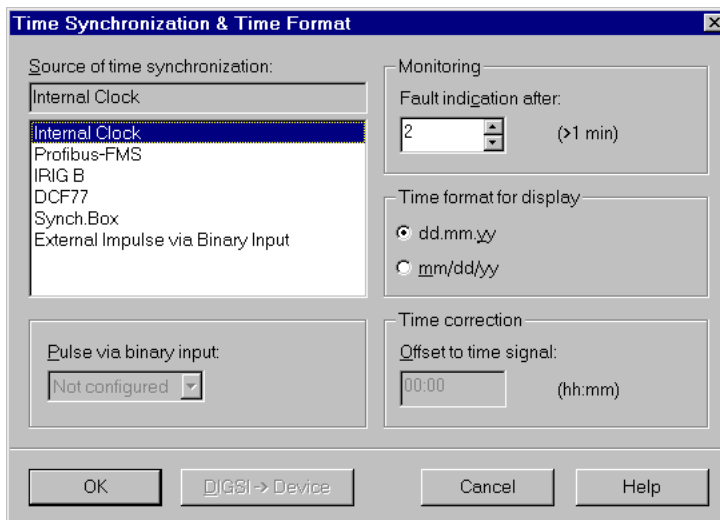 Time Synchronization & Time Format
Source of time synchronization:
Internal Clock
Internal Clock
Profibus-FMS
IRIG B
DCF77
Synch.Box
External Impulse via Binary Input
Pulse via binary input:
Not configured
Monitoring
Fault indication after:
2 (>1 min)
Time format for display
dd.mm.yy
mm/dd/yy
Time correction
Offset to time signal:
00:00 (hh:mm)
OK DIGSI -> Device Cancel Help